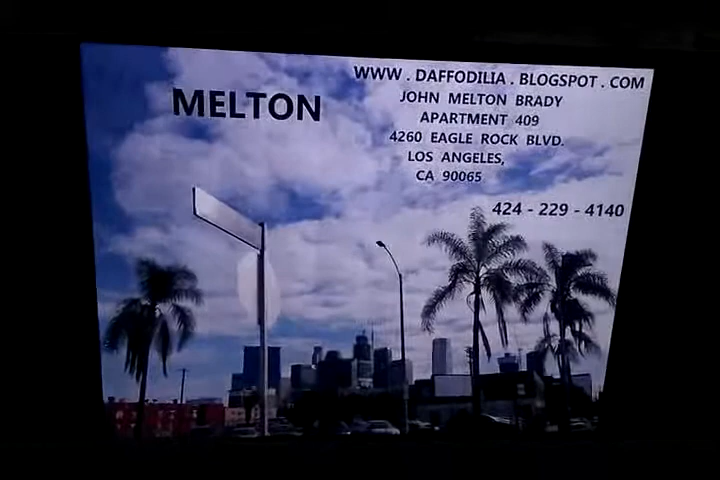 MELTON
WWW . DAFFODILIA . BLOGSPOT . COM
JOHN MELTON BRADY
APARTMENT 409
4260 EAGLE ROCK BLVD.
LOS ANGELES,
CA 90065
424 - 229 - 4140